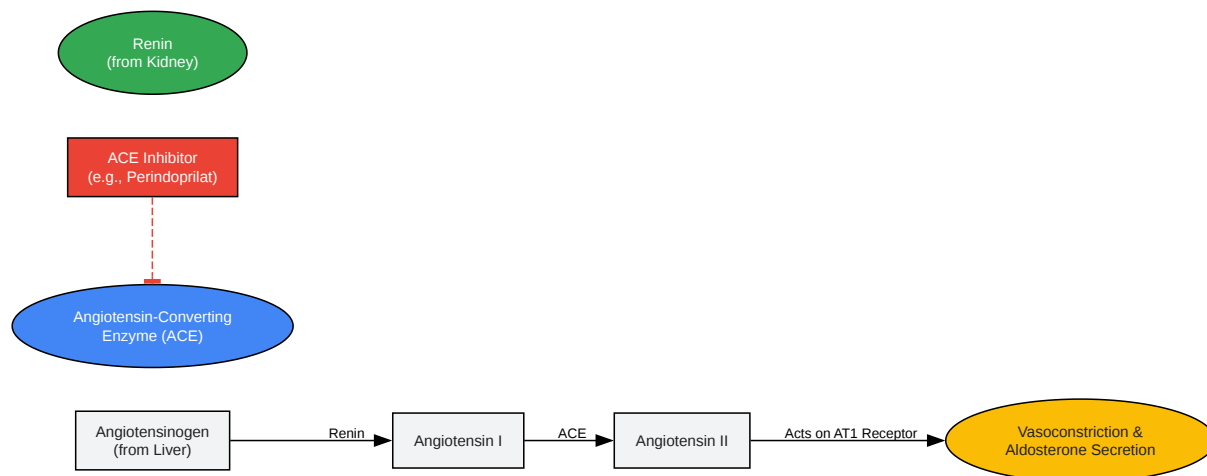 Renin
(from Kidney)
ACE Inhibitor
(e.g., Perindoprilat)
Angiotensin-Converting
Enzyme (ACE)
Angiotensinogen
(from Liver)
Renin
Angiotensin I
ACE
Angiotensin II
Acts on AT1 Receptor
Vasoconstriction &
Aldosterone Secretion